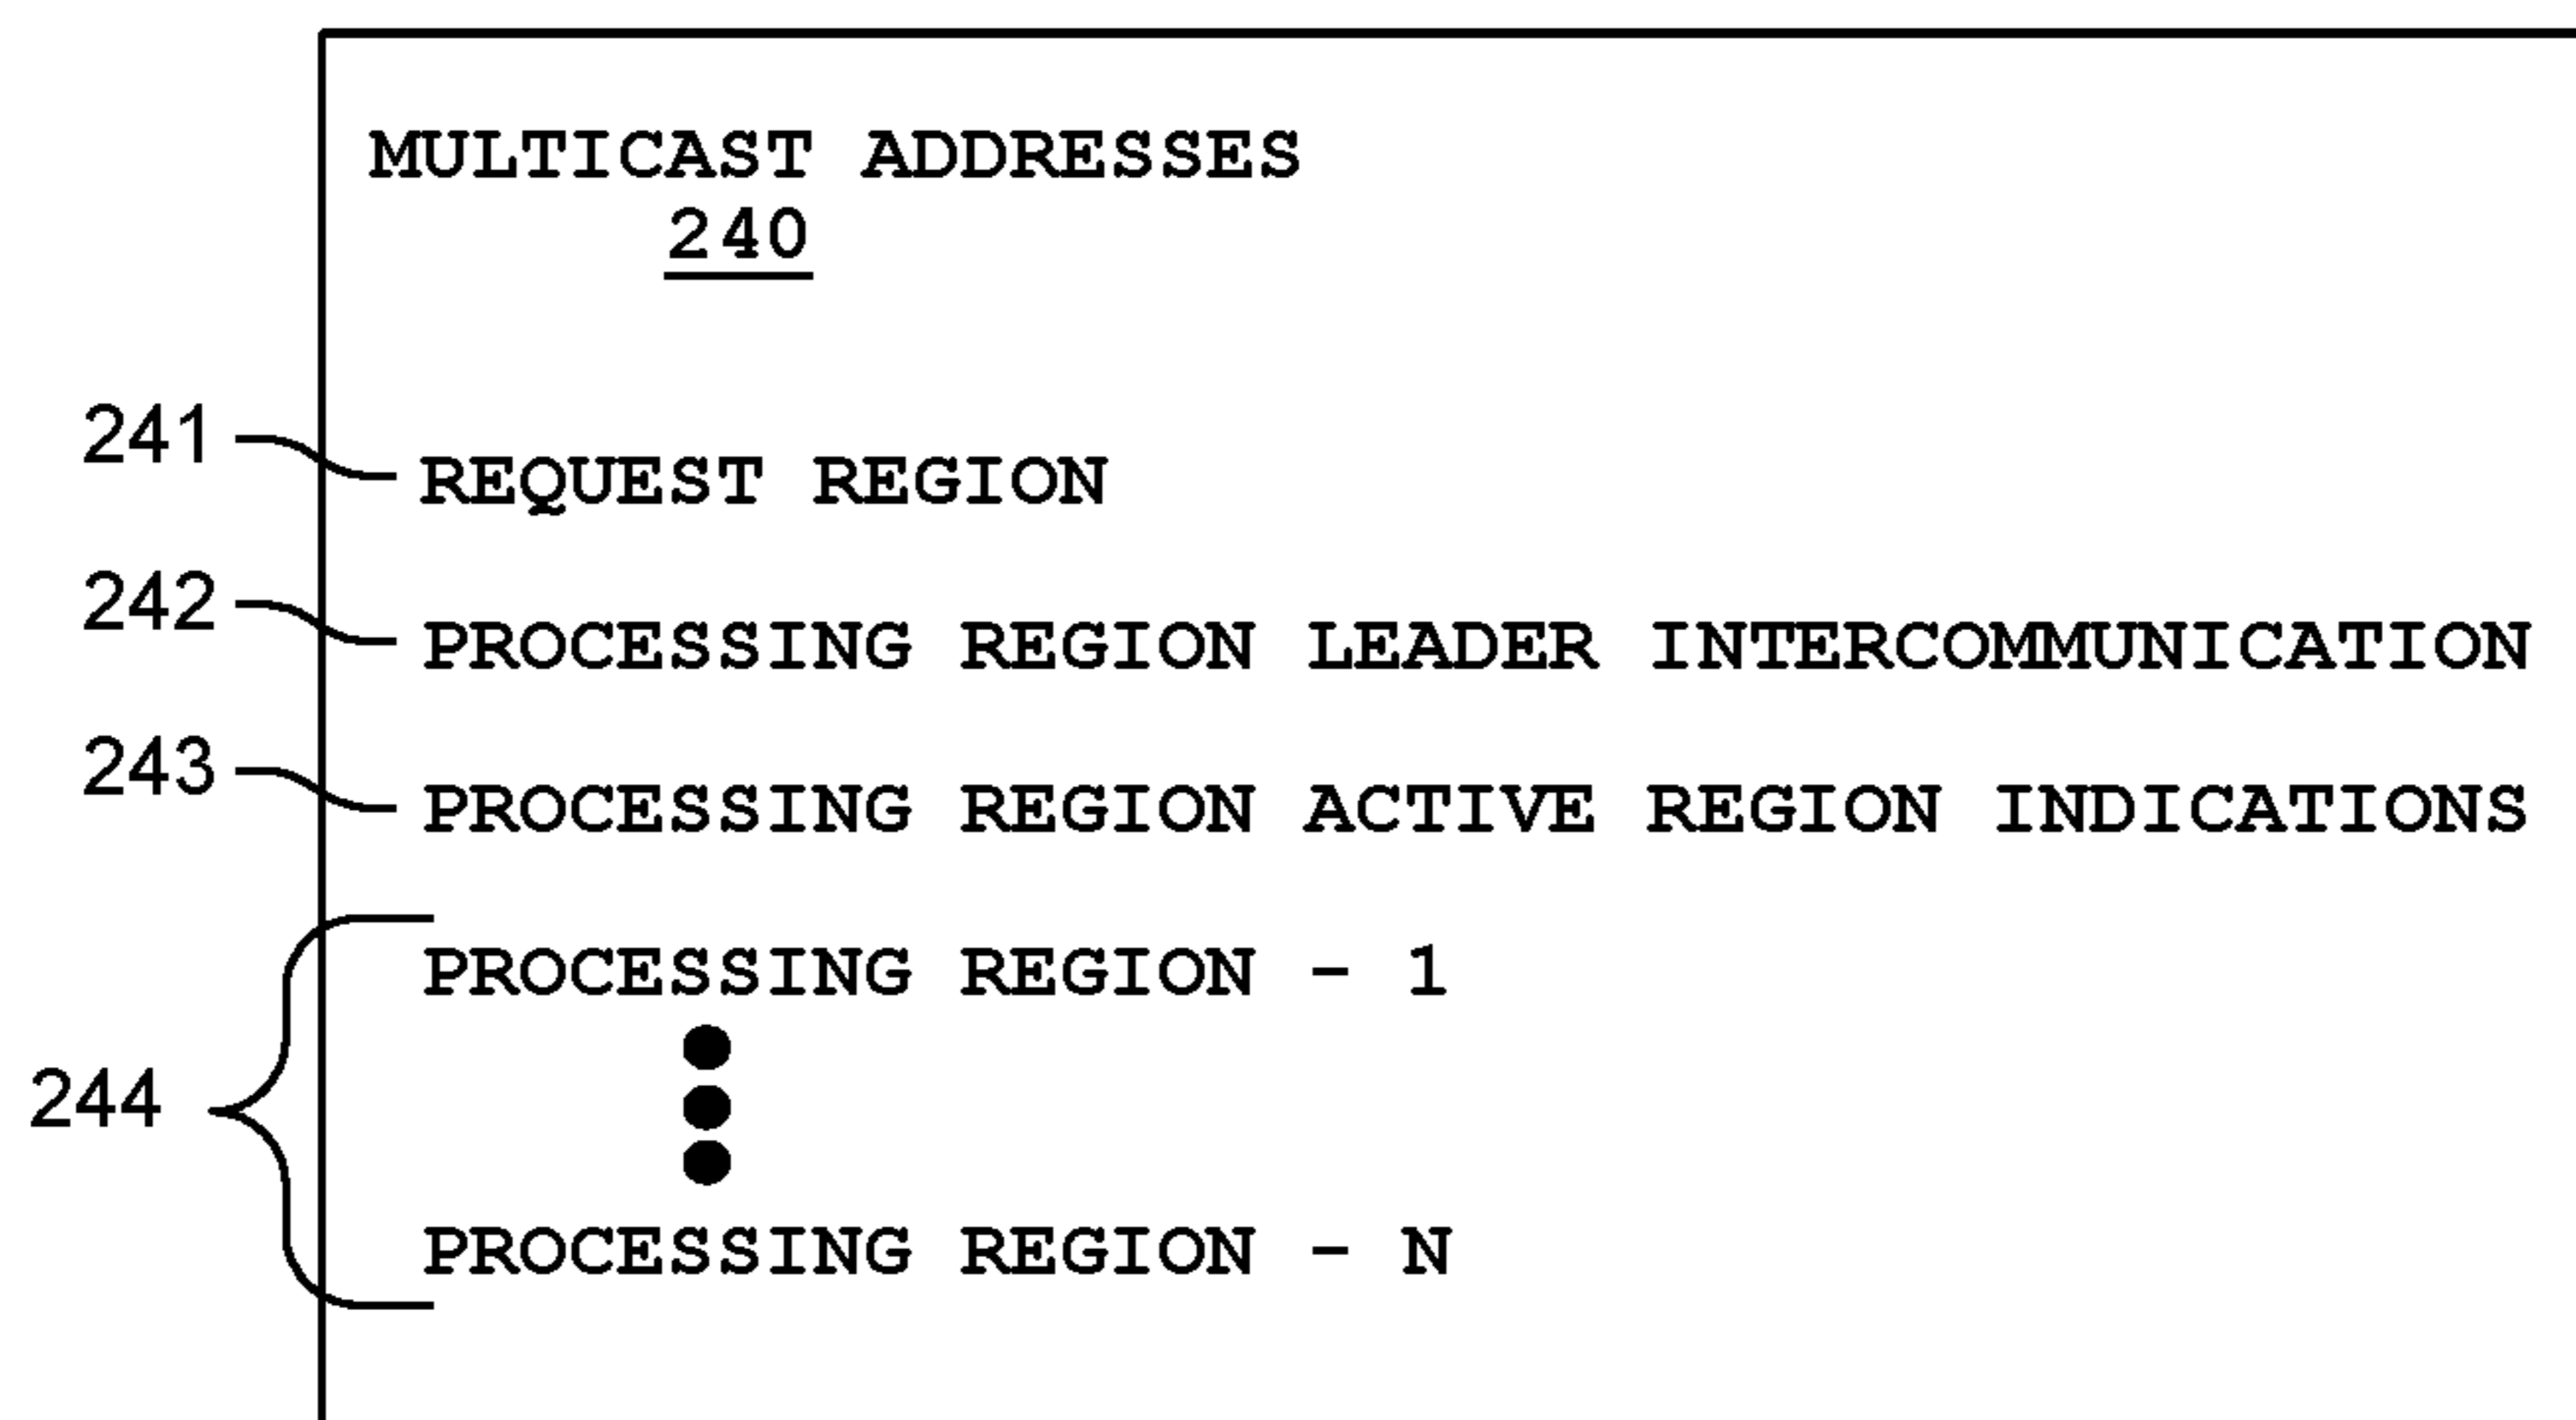 MULTICAST ADDRESSES
240
241 REQUEST REGION
242 PROCESSING REGION LEADER INTERCOMMUNICATION
243 PROCESSING REGION ACTIVE REGION INDICATIONS
PROCESSING REGION - 1
244
PROCESSING REGION - N